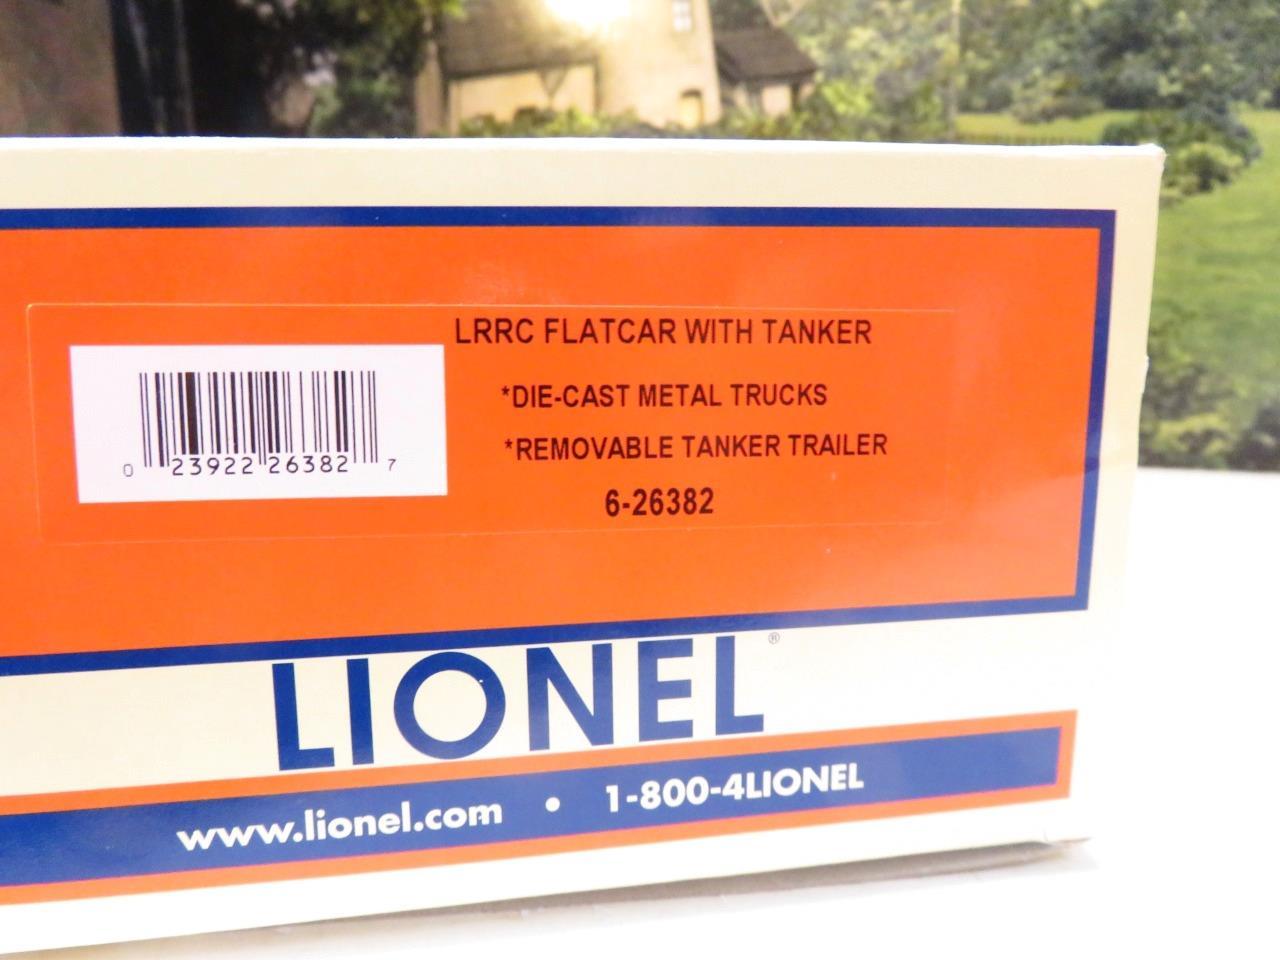 LRRC FLATCAR WITH TANKER
*DIE-CAST METAL TRUCKS
*REMOVABLE TANKER TRAILER
6-26382
0 23922 26382 7
LIONEL®
www.lionel.com • 1-800-4LIONEL